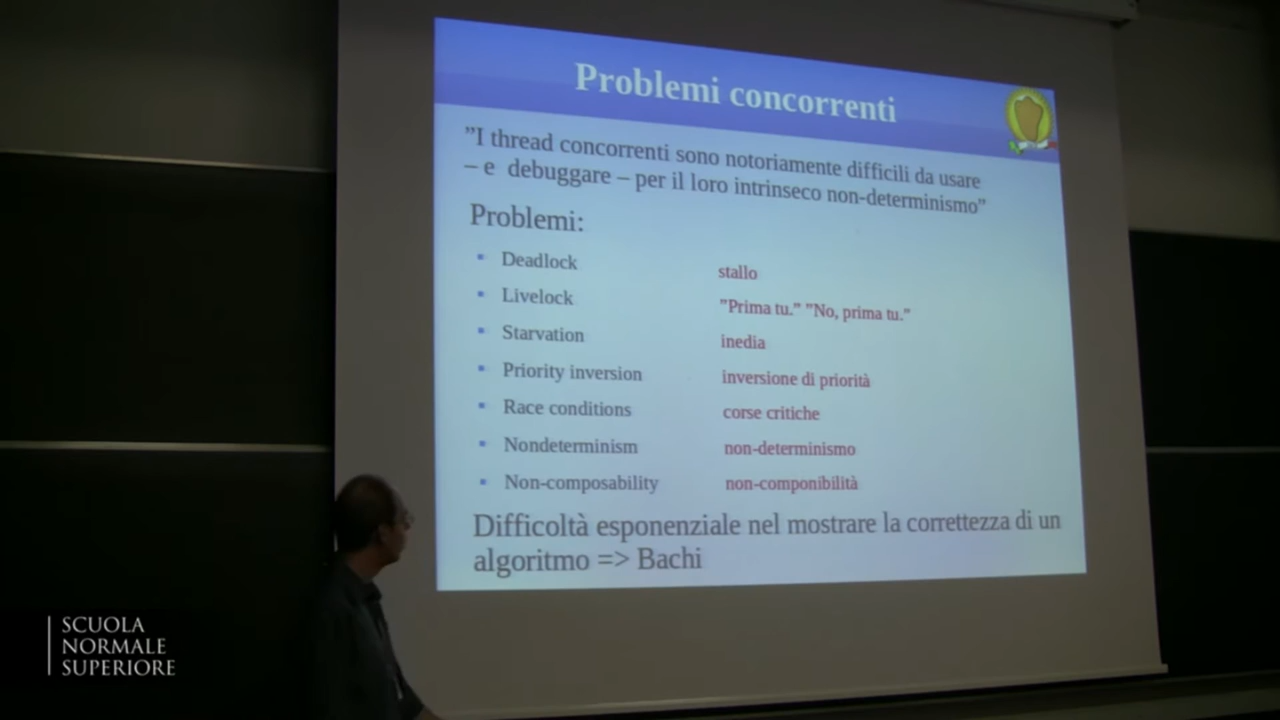 Problemi concorrenti
”I thread concorrenti sono notoriamente difficili da usare
– e debuggare – per il loro intrinseco non-determinismo”
Problemi:
Deadlock stallo
Livelock ”Prima tu.” ”No, prima tu.”
Starvation inedia
Priority inversion inversione di priorità
Race conditions corse critiche
Nondeterminism non-determinismo
Non-composability non-componibilità
Difficoltà esponenziale nel mostrare la correttezza di un
algoritmo => Bachi
SCUOLA
NORMALE
SUPERIORE